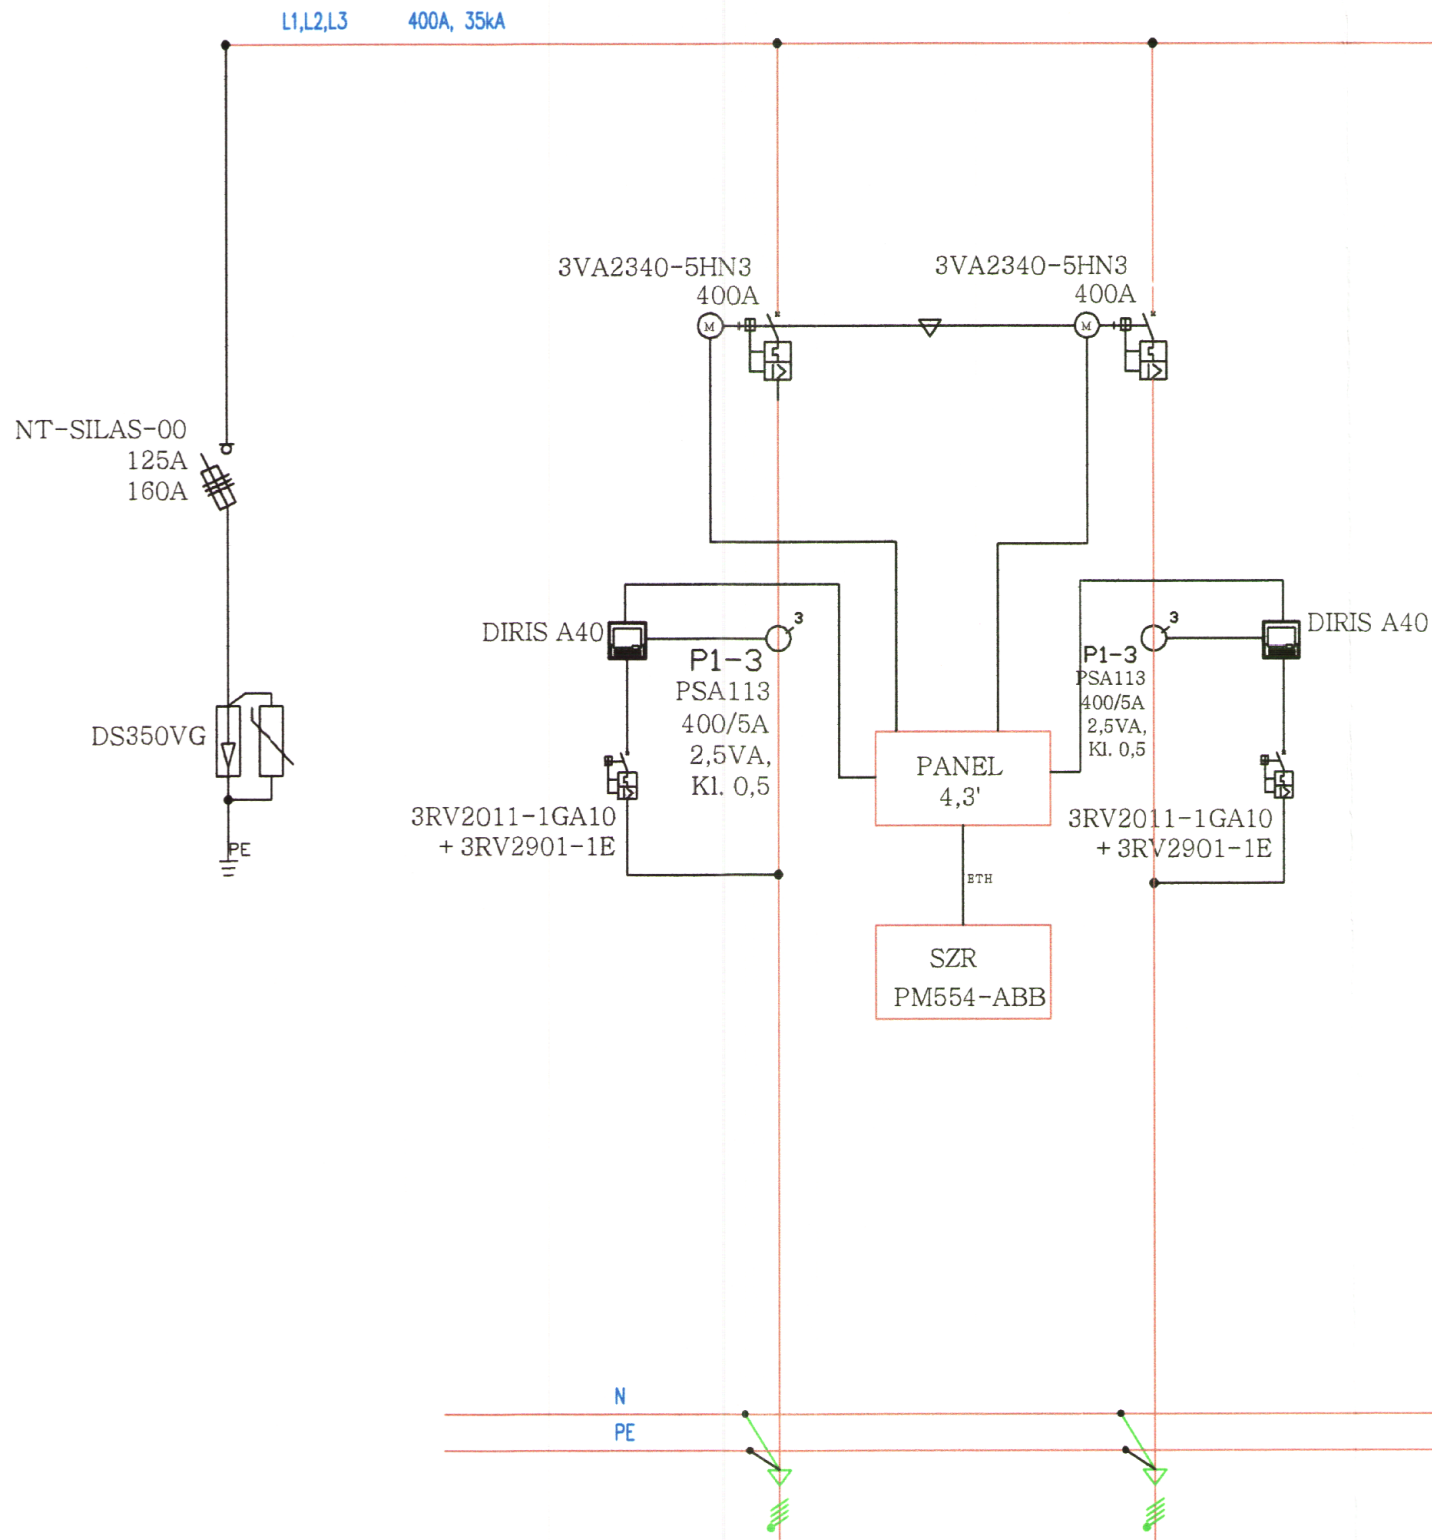 L1,L2,L3 400A, 35kA
3VA2340-5HN3
400A
3VA2340-5HN3
400A
M
M
NT-SILAS-00
125A
160A
DIRIS A40
3
P1-3
PSA113
400/5A
2,5VA,
Kl. 0,5
3
DIRIS A40
P1-3
PSA113
400/5A
2,5VA,
Kl. 0,5
DS350VG
PE
PANEL
4,3'
3RV2011-1GA10
+3RV2901-1E
3RV2011-1GA10
+3RV2901-1E
ETH
SZR
PM554-ABB
N
PE